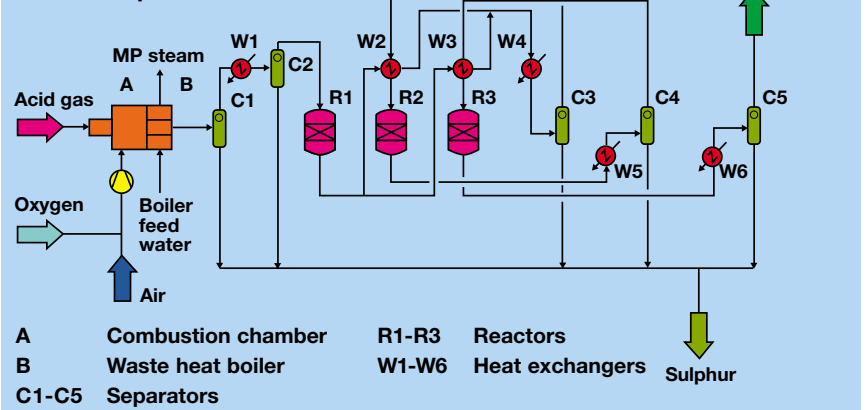 MP steam
W1
C2
W2
W3
W4
A
B
Acid gas
C1
R1
R2
R3
C3
C4
C5
W5
W6
Oxygen
Boiler
feed
water
Air
A Combustion chamber R1-R3 Reactors
B Waste heat boiler W1-W6 Heat exchangers
C1-C5 Separators
Sulphur